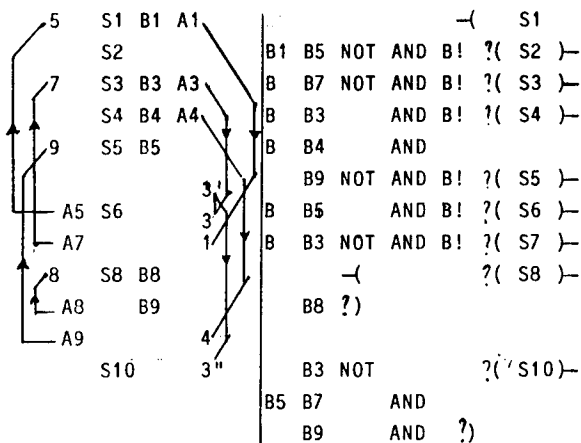 5 S1 B1 A1 —( S1
S2 B1 B5 NOT AND B! ?( S2 )—
7 S3 B3 A3 B B7 NOT AND B! ?( S3 )—
S4 B4 A4 B B3 AND B! ?( S4 )—
9 S5 B5 B B4 AND
3' B9 NOT AND B! ?( S5 )—
A5 S6 3 B B5 AND B! ?( S6 )—
A7 1 B B3 NOT AND B! ?( S7 )—
8 S8 B8 —( ?( S8 )—
A8 B9 B8 ?)
A9 4
S10 3" B3 NOT ?( S10)—
B5 B7 AND
B9 AND ?)